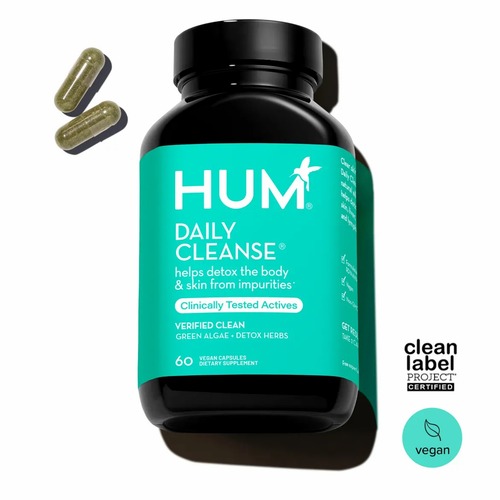 HUM®
DAILY
CLEANSE®
helps detox the body
& skin from impurities*
Clinically Tested Actives
VERIFIED CLEAN
GREEN ALGAE • DETOX HERBS
60 VEGAN CAPSULES
DIETARY SUPPLEMENT
clean
label
PROJECT
CERTIFIED
vegan